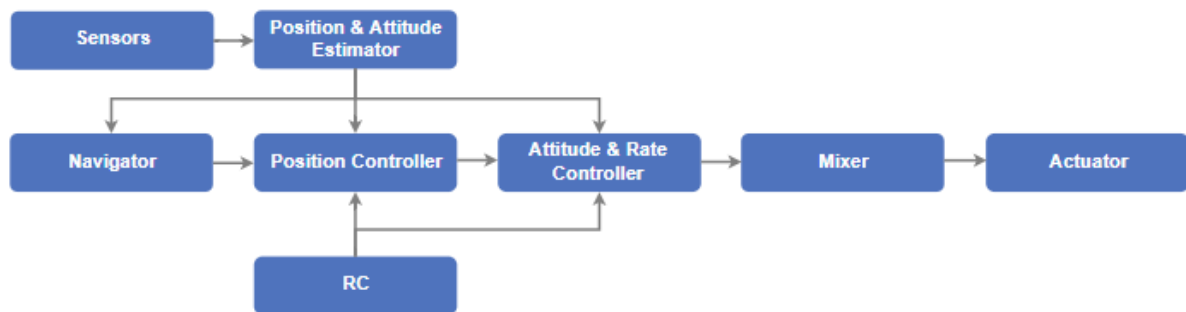 Sensors
Position & Attitude
Estimator
Navigator
Position Controller
Attitude & Rate
Controller
Mixer
Actuator
RC